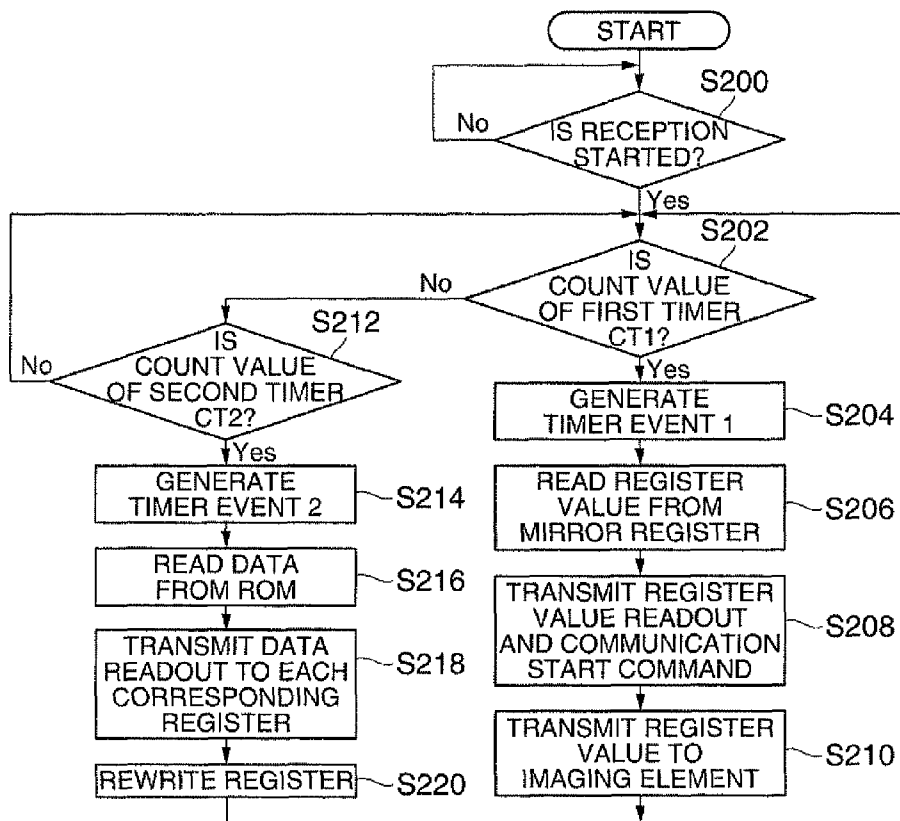 START
S200
No
IS RECEPTION
STARTED?
Yes
S202
IS
COUNT VALUE
OF FIRST TIMER
CT1?
No
Yes
S212
IS
COUNT VALUE
OF SECOND TIMER
CT2?
No
Yes
GENERATE
TIMER EVENT 1
S204
READ REGISTER
VALUE FROM
MIRROR REGISTER
S206
TRANSMIT REGISTER
VALUE READOUT
AND COMMUNICATION
START COMMAND
S208
TRANSMIT REGISTER
VALUE TO
IMAGING ELEMENT
S210
GENERATE
TIMER EVENT 2
S214
READ DATA
FROM ROM
S216
TRANSMIT DATA
READOUT TO EACH
CORRESPONDING
REGISTER
S218
REWRITE REGISTER
S220